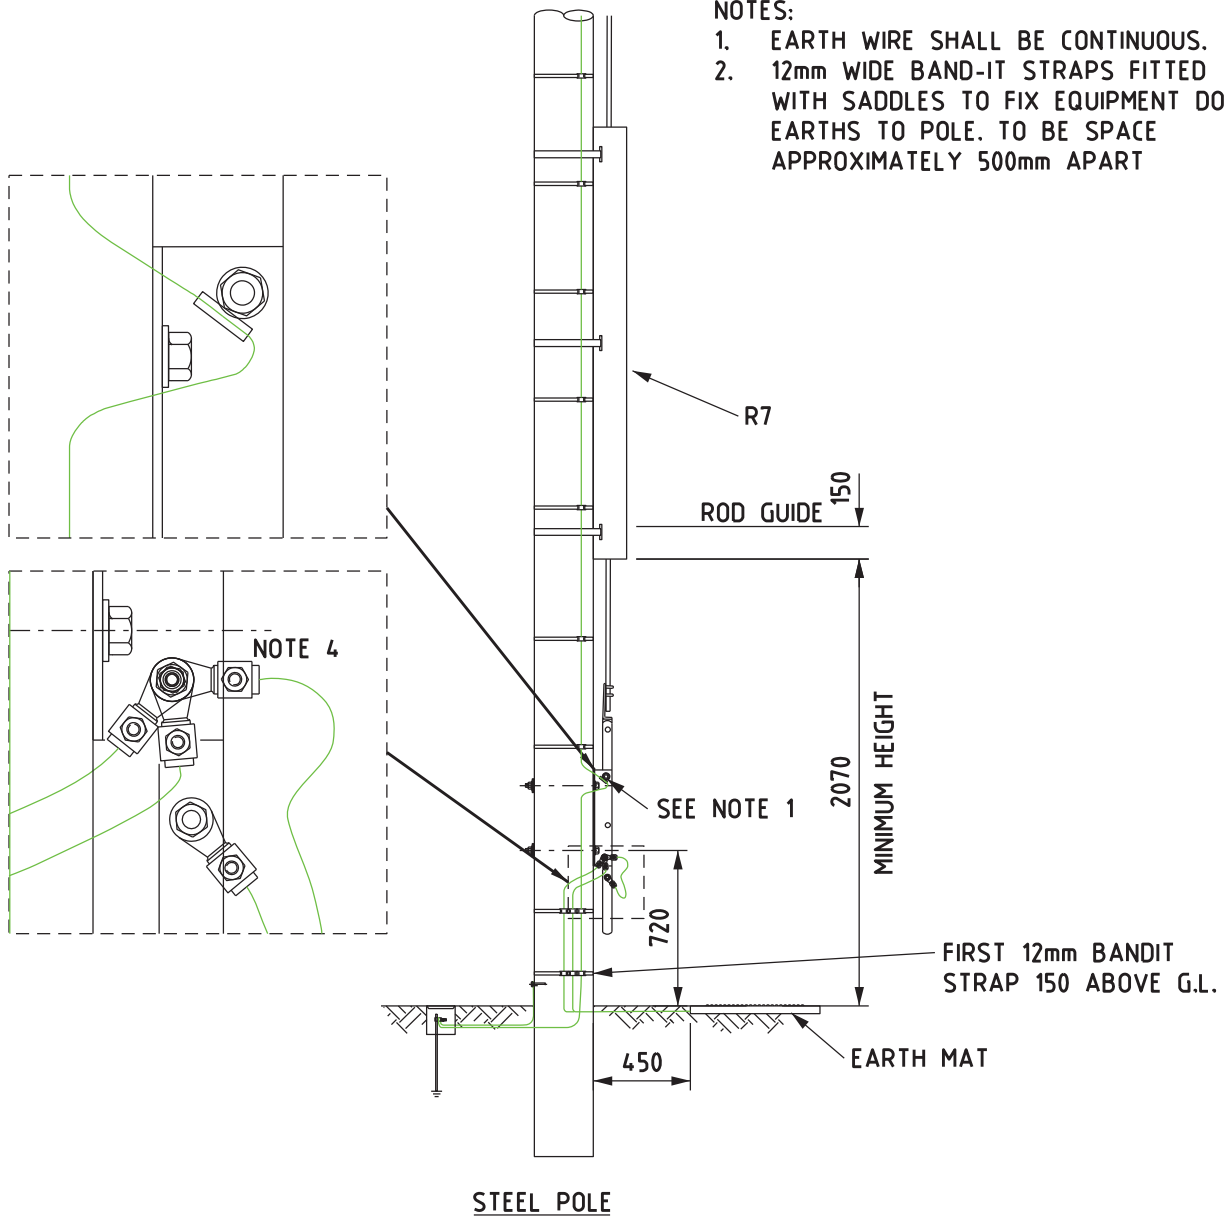 NOTES:
1. EARTH WIRE SHALL BE CONTINUOUS.
2. 12mm WIDE BAND-IT STRAPS FITTED
WITH SADDLES TO FIX EQUIPMENT DO
EARTHS TO POLE. TO BE SPACE
APPROXIMATELY 500mm APART
R7
150
ROD GUIDE
NOTE 4
MINIMUM HEIGHT
2070
SEE NOTE 1
720
FIRST 12mm BANDIT
STRAP 150 ABOVE G.L.
450
EARTH MAT
STEEL POLE